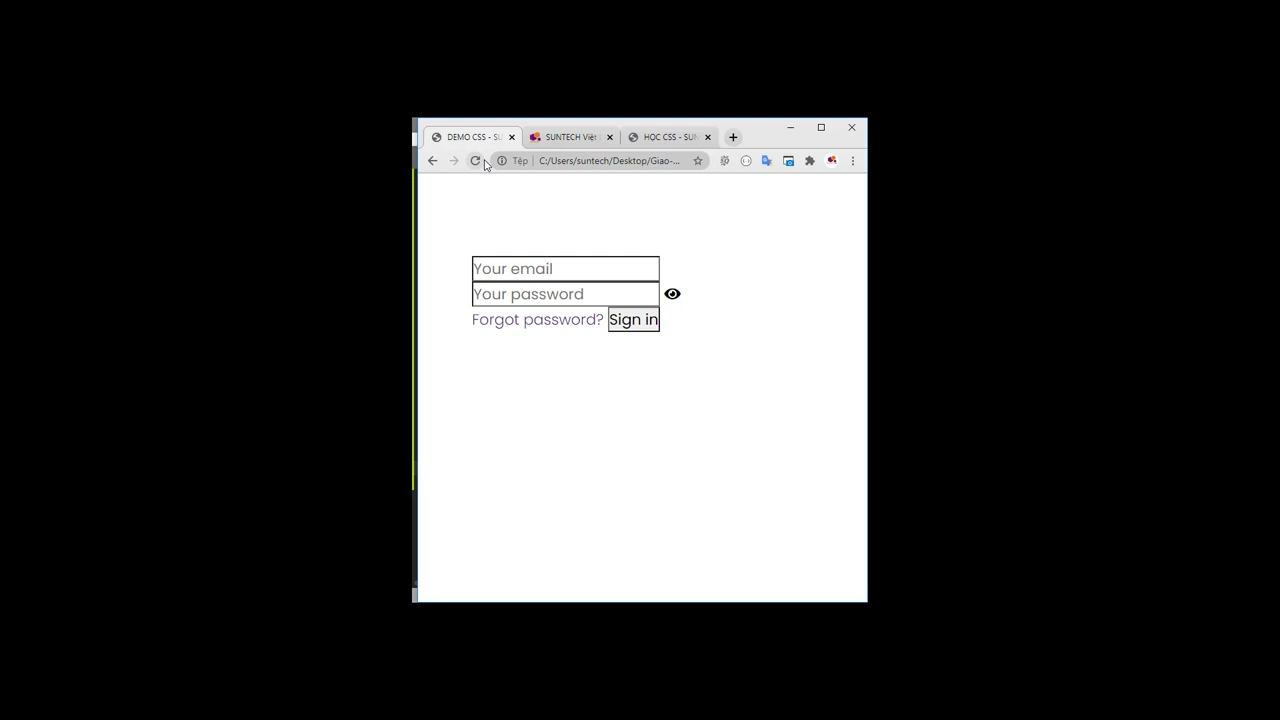 DEMO CSS - SU
SUNTECH Việt
HỌC CSS - SUN
Tệp
C:/Users/suntech/Desktop/Giao-...
Your email
Your password
Forgot password? Sign in